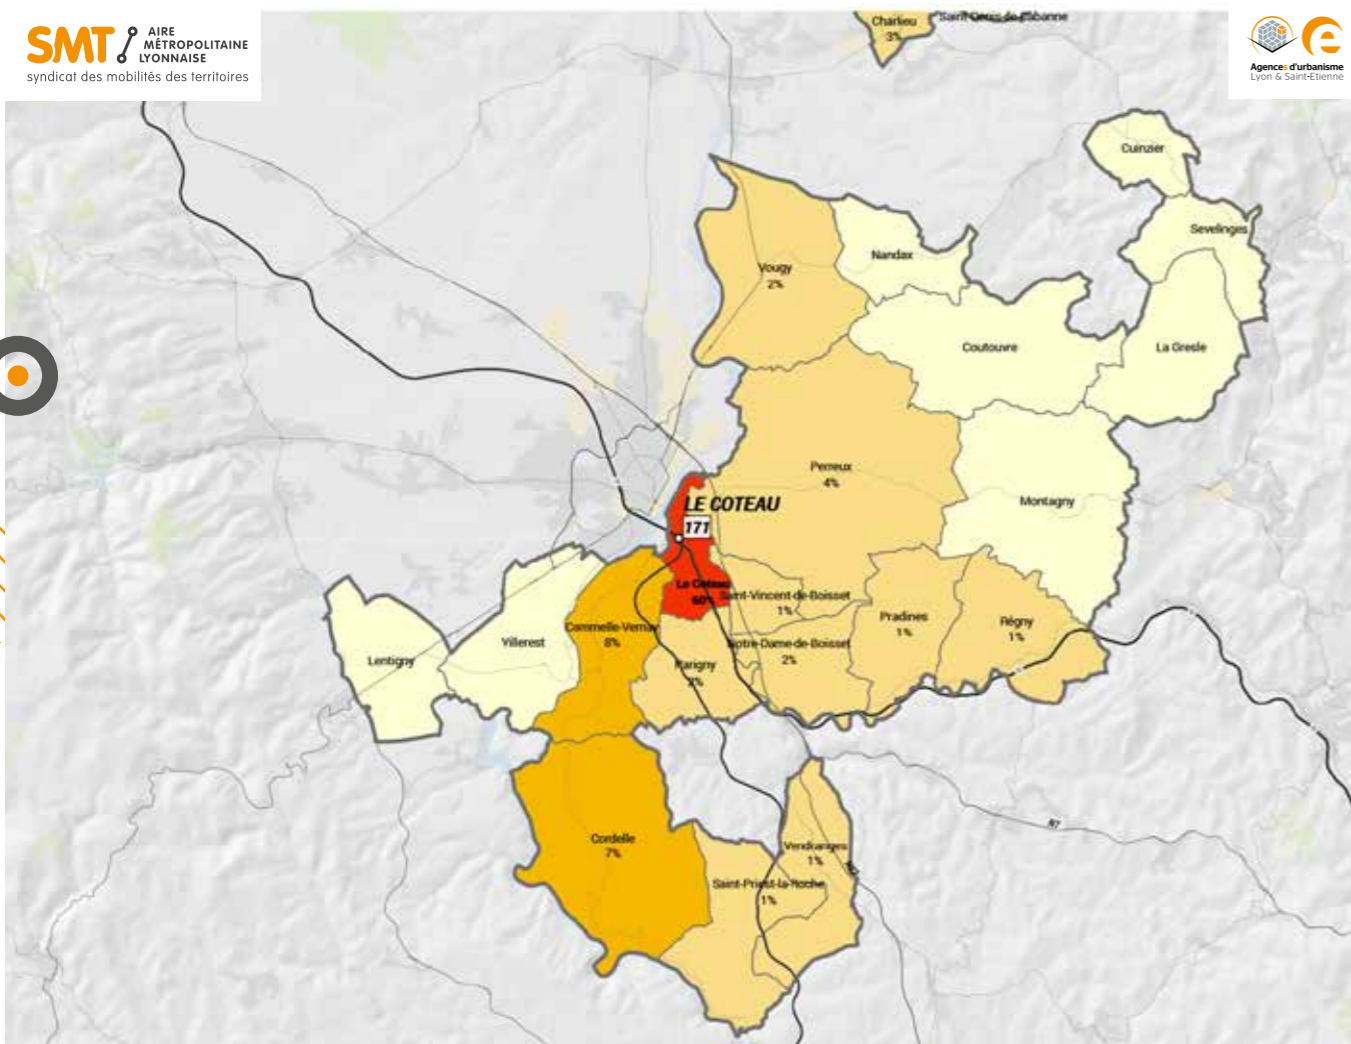 SMT
AIRE
MÉTROPOLITAINE
LYONNAISE
syndicat des mobilités des territoires
Agences d'urbanisme
Lyon & Saint-Etienne
Charlieu
3%
Cuinzier
Sevelinges
Nandax
Vougy
2%
Coutouvre
La Gresle
Perreux
4%
Montagny
LE COTEAU
171
Le Coteau
60%
Saint-Vincent-de-Boisset
1%
Pradines
1%
Régny
1%
Commelle-Vernay
8%
Villerest
Lentigny
Notre-Dame-de-Boisset
2%
Parigny
Cordelle
7%
Vendranges
1%
Saint-Priest-la-Roche
1%
N7